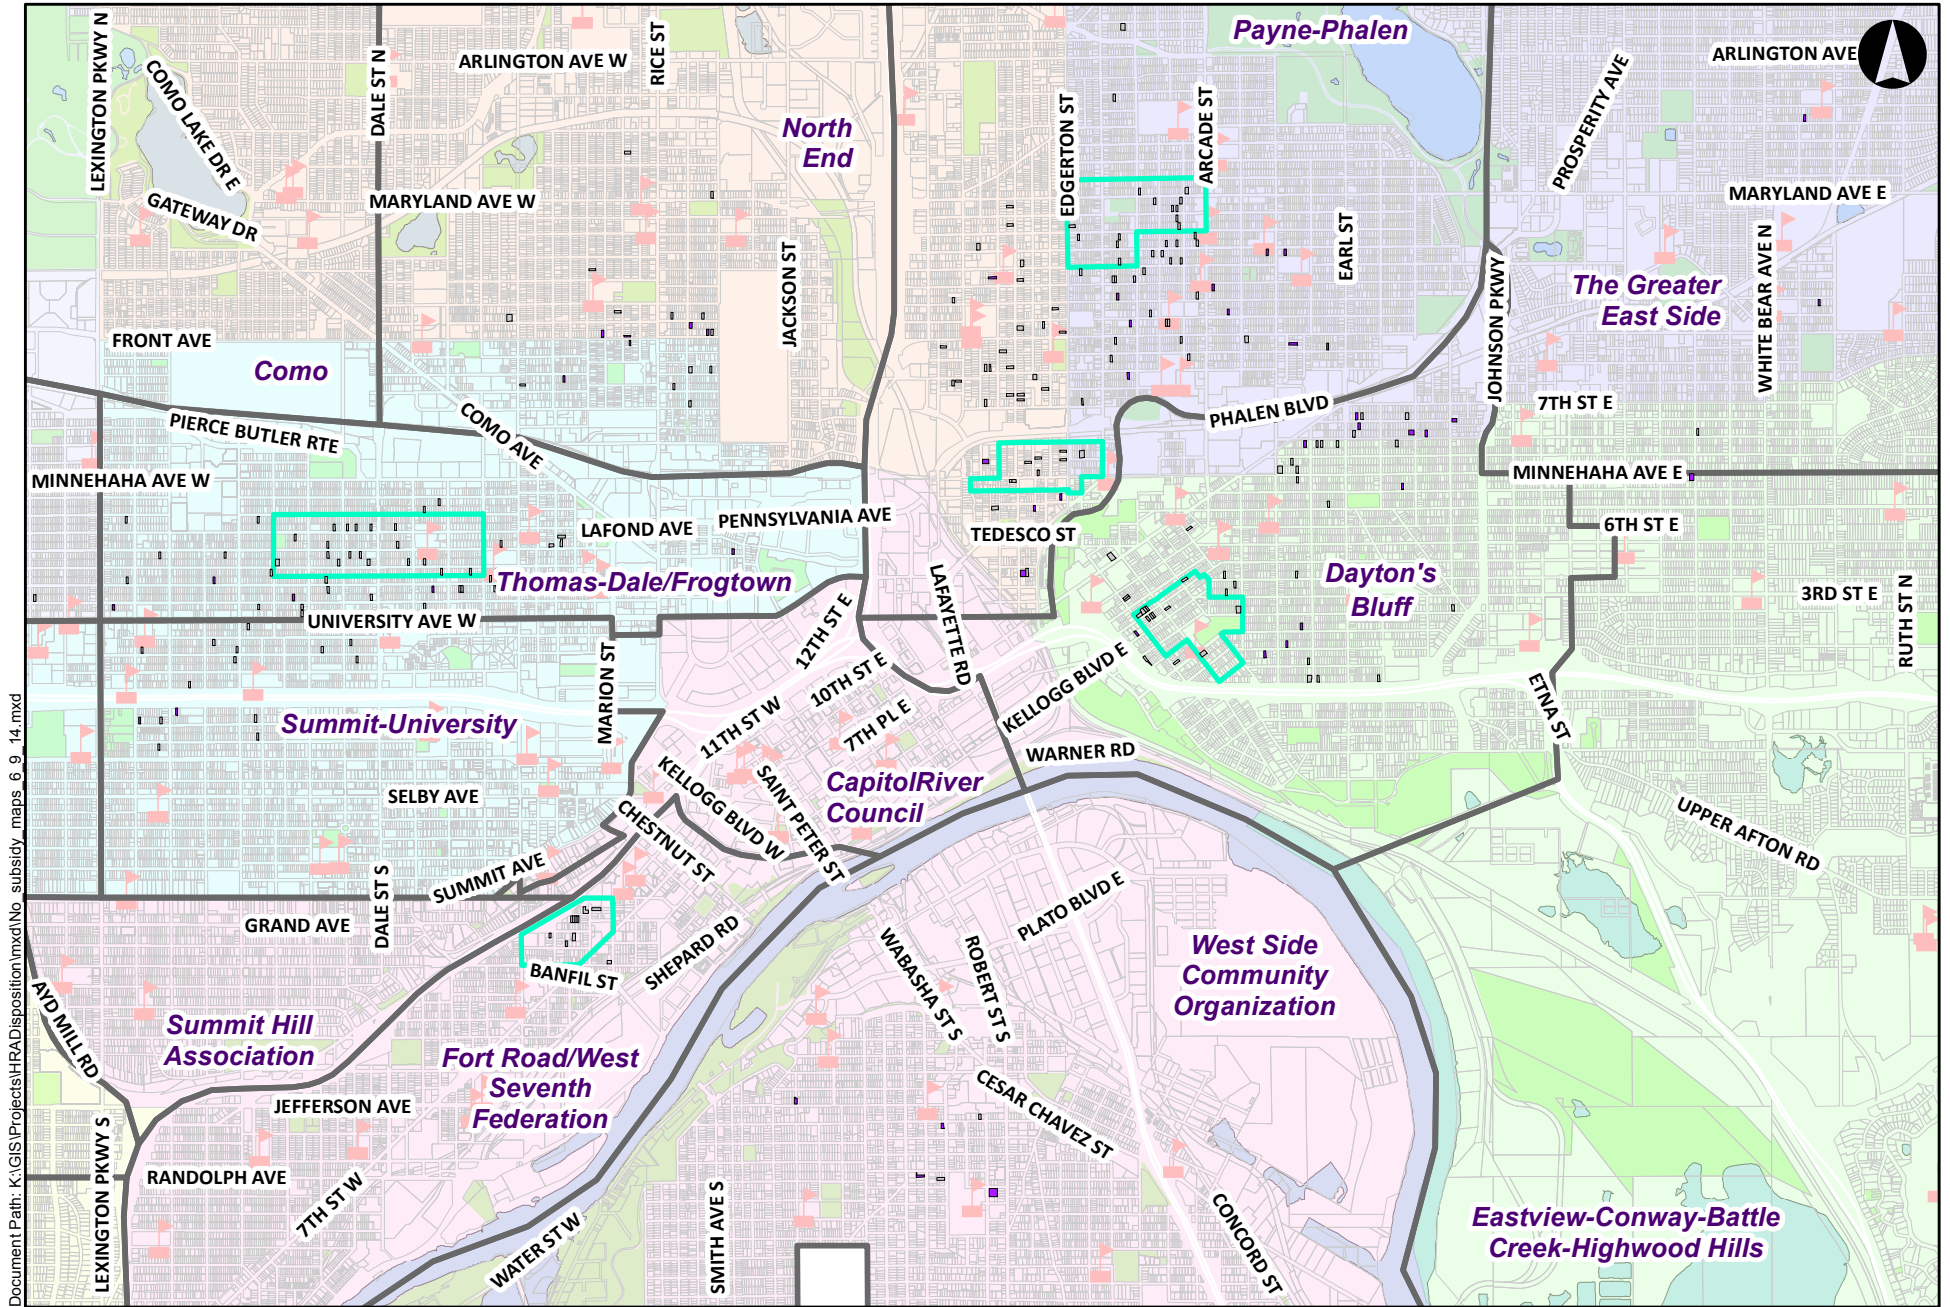 Payne-Phalen
ARLINGTON AVE W
ARLINGTON AVE
LEXINGTON PKWY N
COMO LAKE DR E
DALE ST N
RICE ST
North
End
EDGERTON ST
ARCADE ST
PROSPERITY AVE
GATEWAY DR
MARYLAND AVE W
MARYLAND AVE E
JACKSON ST
EARL ST
JOHNSON PKWY
WHITE BEAR AVE N
The Greater
East Side
FRONT AVE
Como
PIERCE BUTLER RTE
COMO AVE
PHALEN BLVD
7TH ST E
MINNEHAHA AVE W
MINNEHAHA AVE E
LAFOND AVE
PENNSYLVANIA AVE
TEDESCO ST
6TH ST E
Thomas-Dale/Frogtown
Dayton's
Bluff
3RD ST E
RUTH ST N
UNIVERSITY AVE W
12TH ST E
LAFAYETTE RD
MARION ST
10TH ST E
KELLOGG BLVD E
ETNA ST
Summit-University
11TH ST W
7TH PL E
WARNER RD
KELLOGG BLVD W
SAINT PETER ST
CapitolRiver
Council
SELBY AVE
CHESTNUT ST
UPPER AFTON RD
SUMMIT AVE
DALE ST S
GRAND AVE
PLATO BLVD E
SHEPARD RD
WABASHA ST S
ROBERT ST S
West Side
Community
Organization
BANFIL ST
AYD MILL RD
Summit Hill
Association
Fort Road/West
Seventh
Federation
JEFFERSON AVE
CESAR CHAVEZ ST
LEXINGTON PKWY S
RANDOLPH AVE
7TH ST W
WATER ST W
SMITH AVE S
CONCORD ST
Eastview-Conway-Battle
Creek-Highwood Hills
Document Path: K:\GIS\Projects\HRADisposition\mxd\No_subsidy_maps_6_9_14.mxd